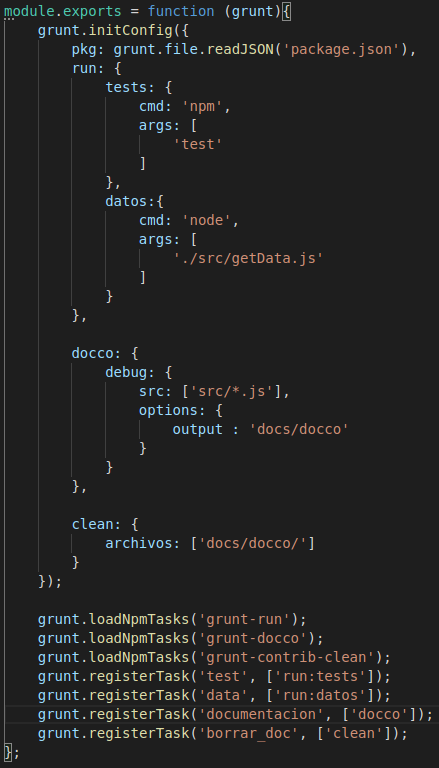 module.exports = function (grunt){
    grunt.initConfig({
        pkg: grunt.file.readJSON('package.json'),
        run: {
            tests: {
                cmd: 'npm',
                args: [
                    'test'
                ]
            },
            datos:{
                cmd: 'node',
                args: [
                    './src/getData.js'
                ]
            }
        },

        docco: {
            debug: {
                src: ['src/*.js'],
                options: {
                    output : 'docs/docco'
                }
            }
        },

        clean: {
            archivos: ['docs/docco/']
        }
    });

    grunt.loadNpmTasks('grunt-run');
    grunt.loadNpmTasks('grunt-docco');
    grunt.loadNpmTasks('grunt-contrib-clean');
    grunt.registerTask('test', ['run:tests']);
    grunt.registerTask('data', ['run:datos']);
    grunt.registerTask('documentacion', ['docco']);
    grunt.registerTask('borrar_doc', ['clean']);
};